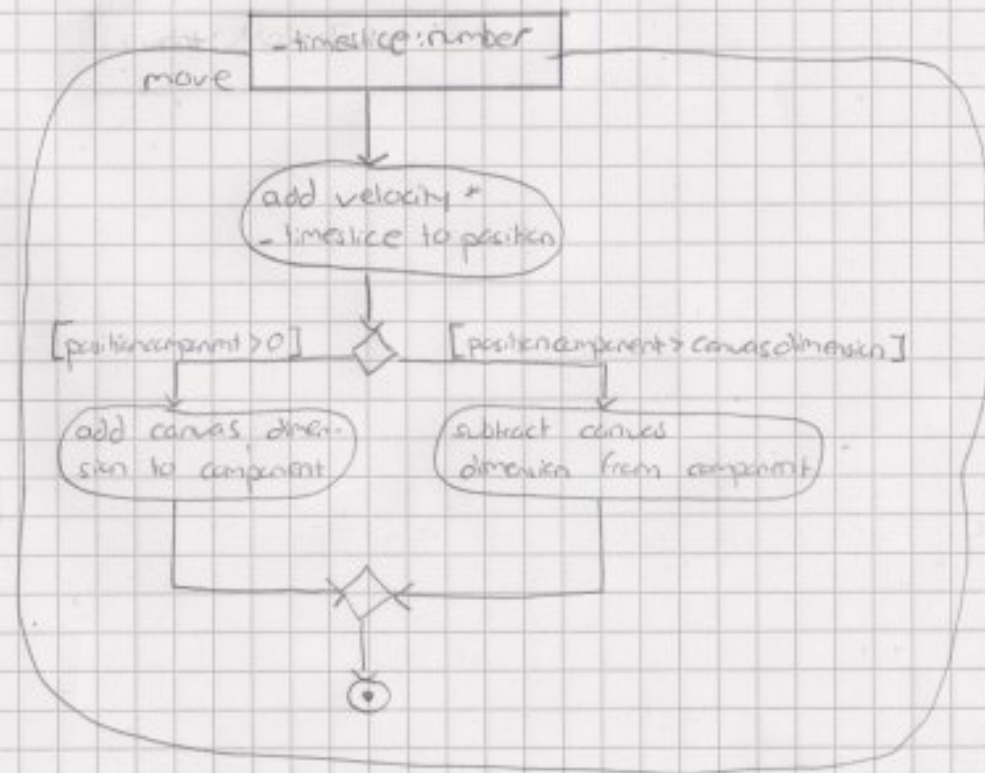 _timeslice: number
move
add velocity *
_timeslice to position
[positioncomponent > 0]
[positioncomponent > canvasdimension]
add canvas dimen-
sion to component
subtract canvas
dimension from component